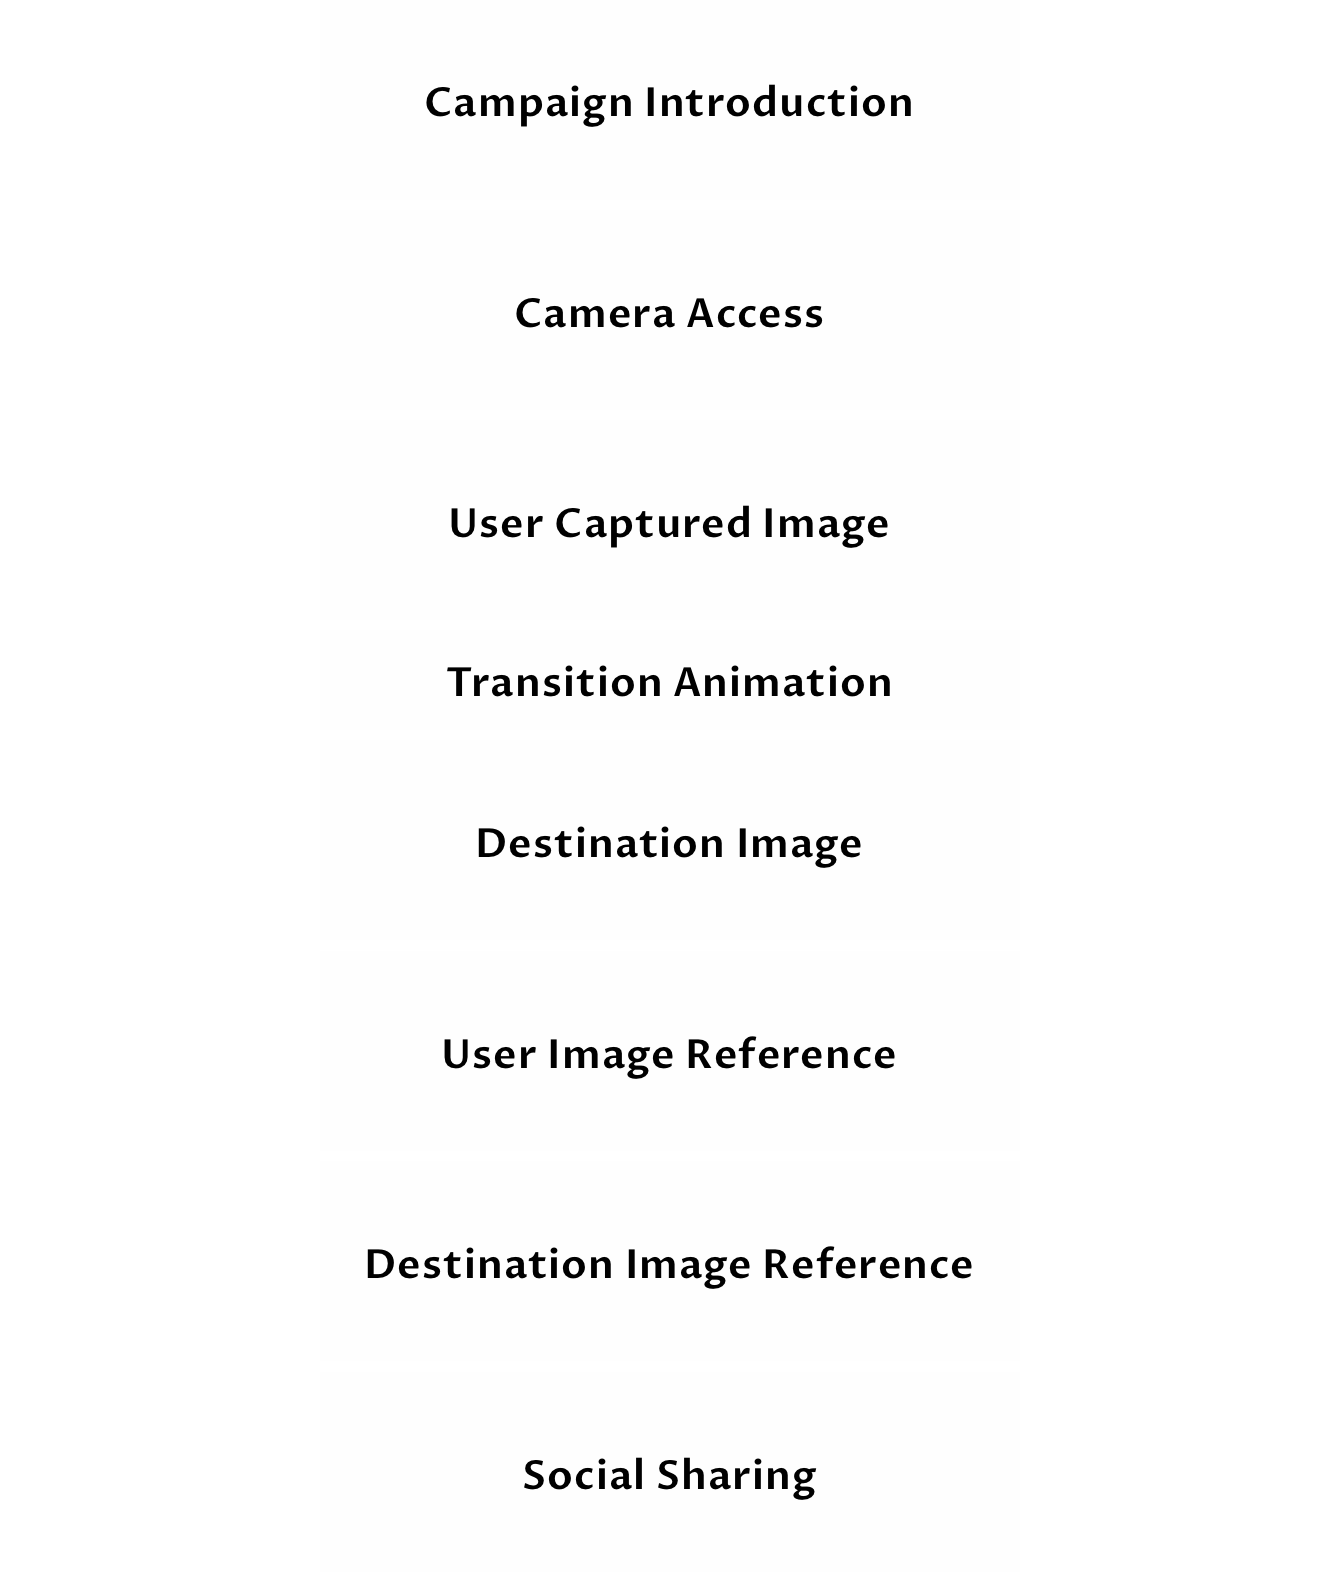 Campaign Introduction
Camera Access
User Captured Image
Transition Animation
Destination Image
User Image Reference
Destination Image Reference
Social Sharing